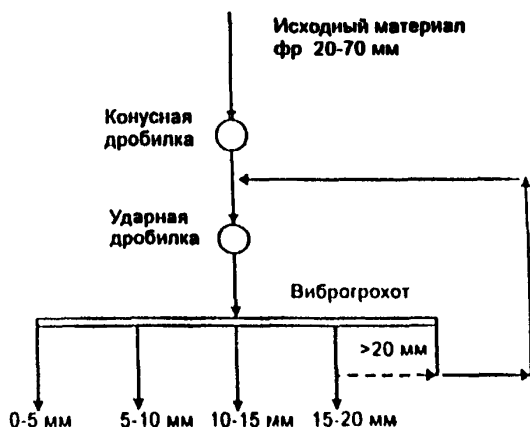 Исходный материал
фр 20-70 мм
Конусная
дробилка
Ударная
дробилка
Виброгрохот
>20 мм
0-5 мм
5-10 мм
10-15 мм
15-20 мм